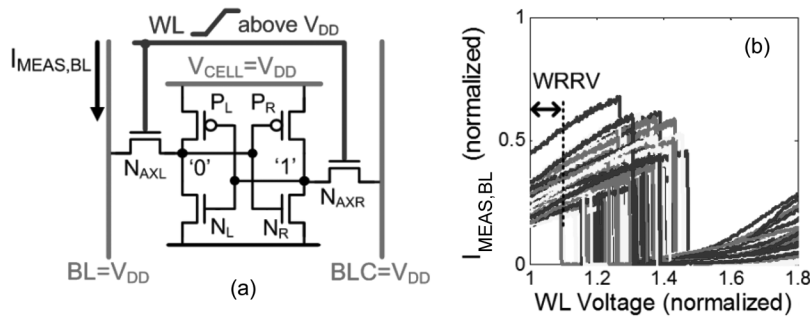 WL above V_DD
I_MEAS,BL
V_CELL=V_DD
P_L P_R
'0' '1'
N_AXL
N_AXR
N_L N_R
BL=V_DD
BLC=V_DD
(a)
I_MEAS,BL (normalized)
1
0.5
0
WRRV
(b)
1 1.2 1.4 1.6 1.8
WL Voltage (normalized)